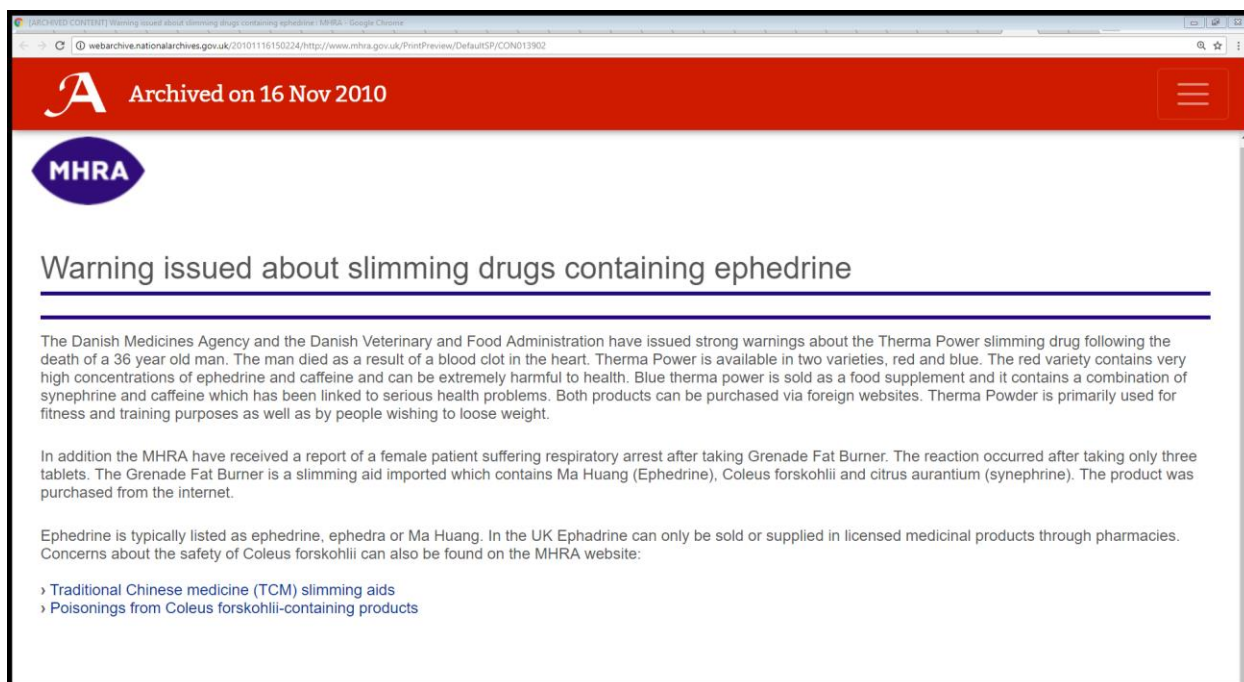 [ARCHIVED CONTENT] Warning issued about slimming drugs containing ephedrine : MHRA - Google Chrome
webarchive.nationalarchives.gov.uk/20101116150224/http://www.mhra.gov.uk/PrintPreview/DefaultSP/CON013902
A Archived on 16 Nov 2010
MHRA
Warning issued about slimming drugs containing ephedrine
The Danish Medicines Agency and the Danish Veterinary and Food Administration have issued strong warnings about the Therma Power slimming drug following the
death of a 36 year old man. The man died as a result of a blood clot in the heart. Therma Power is available in two varieties, red and blue. The red variety contains very
high concentrations of ephedrine and caffeine and can be extremely harmful to health. Blue therma power is sold as a food supplement and it contains a combination of
synephrine and caffeine which has been linked to serious health problems. Both products can be purchased via foreign websites. Therma Powder is primarily used for
fitness and training purposes as well as by people wishing to loose weight.
In addition the MHRA have received a report of a female patient suffering respiratory arrest after taking Grenade Fat Burner. The reaction occurred after taking only three
tablets. The Grenade Fat Burner is a slimming aid imported which contains Ma Huang (Ephedrine), Coleus forskohlii and citrus aurantium (synephrine). The product was
purchased from the internet.
Ephedrine is typically listed as ephedrine, ephedra or Ma Huang. In the UK Ephadrine can only be sold or supplied in licensed medicinal products through pharmacies.
Concerns about the safety of Coleus forskohlii can also be found on the MHRA website:
› Traditional Chinese medicine (TCM) slimming aids
› Poisonings from Coleus forskohlii-containing products